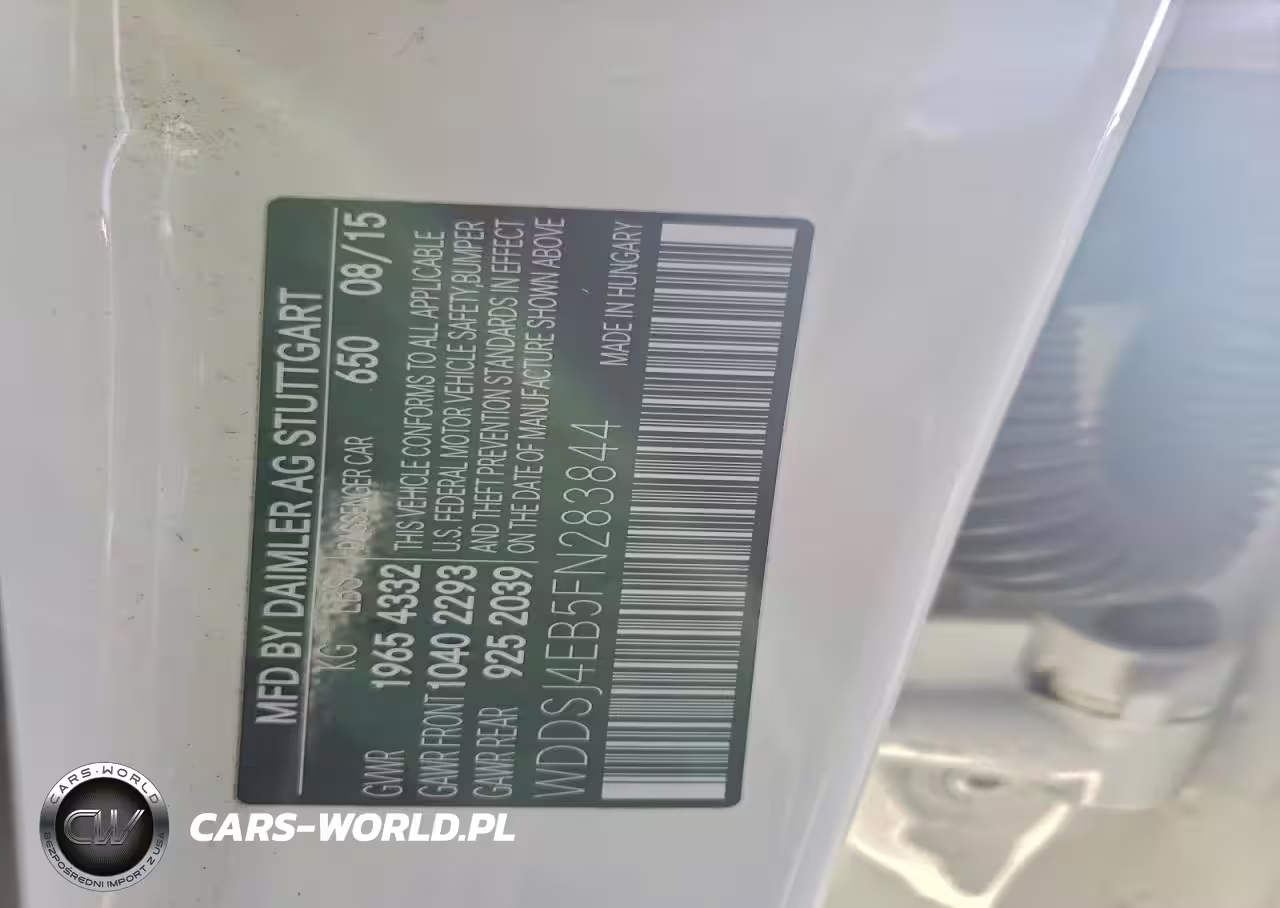 MFD BY DAIMLER AG STUTTGART
KG LBS PASSENGER CAR 650 08/15
GVWR 1965 4332 THIS VEHICLE CONFORMS TO ALL APPLICABLE
GAWR FRONT 1040 2293 U.S. FEDERAL MOTOR VEHICLE SAFETY, BUMPER
GAWR REAR 925 2039 AND THEFT PREVENTION STANDARDS IN EFFECT
ON THE DATE OF MANUFACTURE SHOWN ABOVE
WDDSJ4EB5FN283844
MADE IN HUNGARY
CARS-WORLD
CW
BEZPOŚREDNI IMPORT Z USA
CARS-WORLD.PL